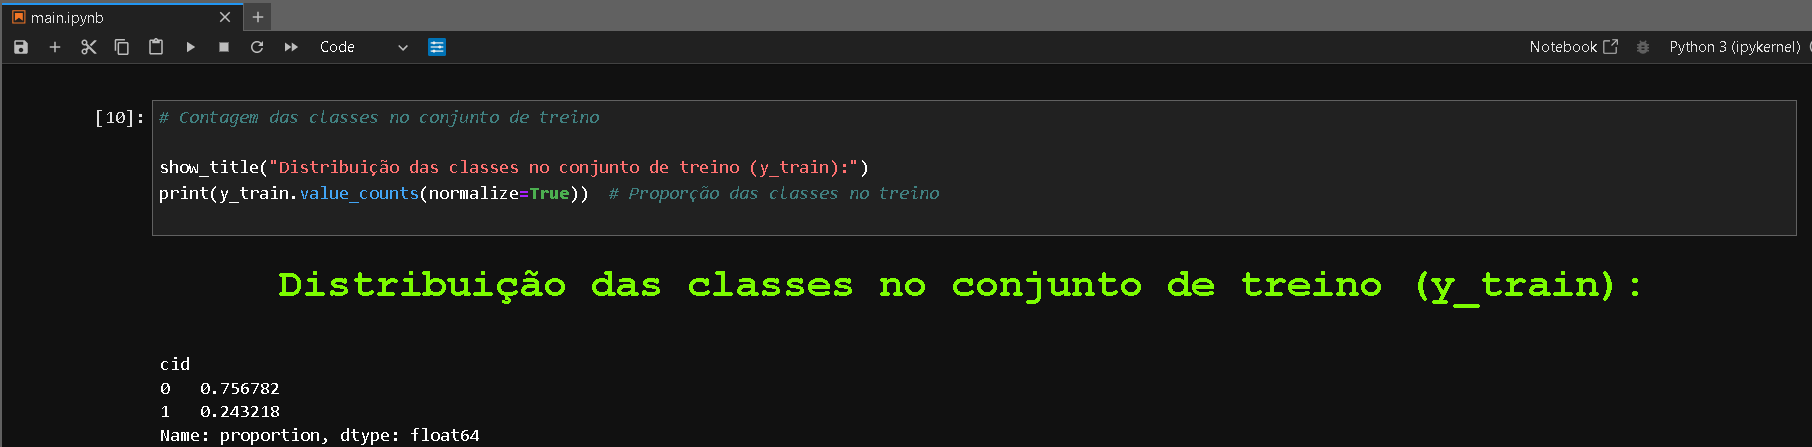 main.ipynb
Code
Notebook
Python 3 (ipykernel)
[10]:
# Contagem das classes no conjunto de treino
show_title("Distribuição das classes no conjunto de treino (y_train):")
print(y_train.value_counts(normalize=True))  # Proporção das classes no treino
Distribuição das classes no conjunto de treino (y_train):
cid
0   0.756782
1   0.243218
Name: proportion, dtype: float64